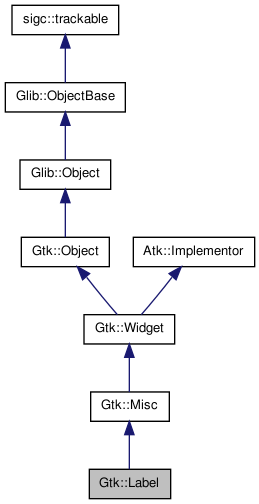 sigc::trackable
Glib::ObjectBase
Glib::Object
Gtk::Object
Atk::Implementor
Gtk::Widget
Gtk::Misc
Gtk::Label